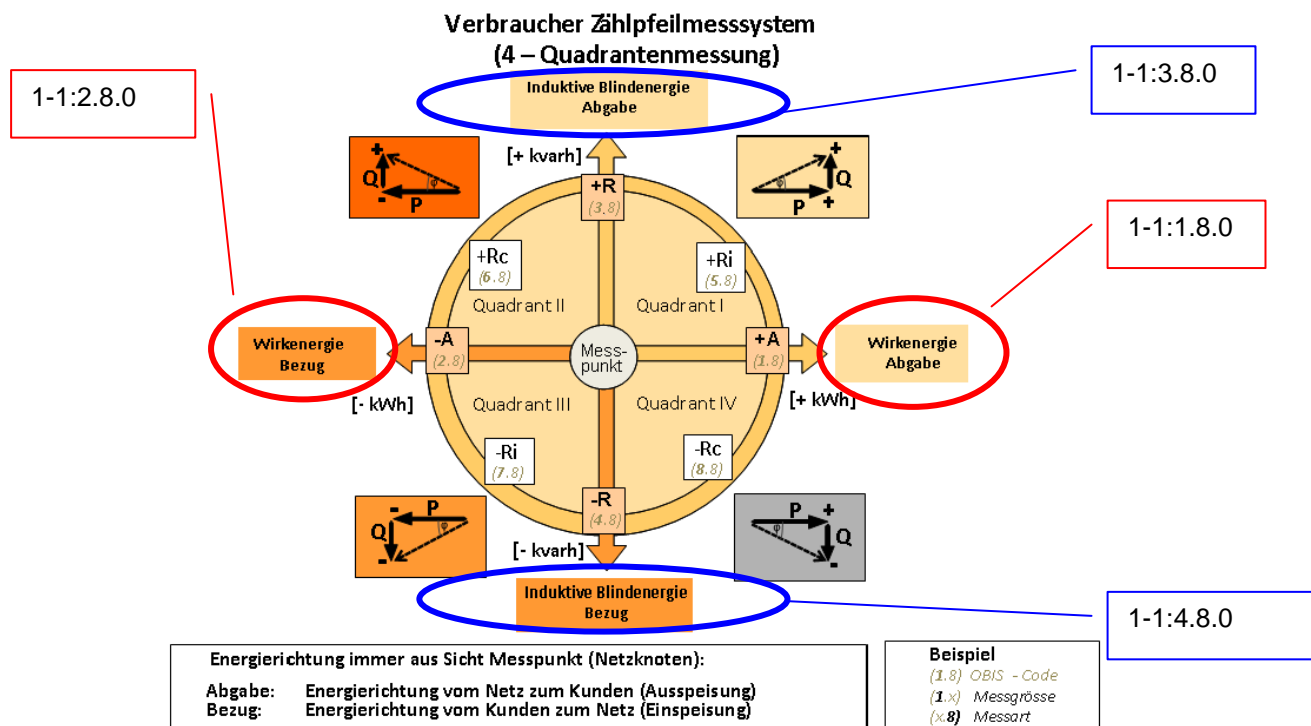 Verbraucher Zählpfeilmesssystem
(4 – Quadrantenmessung)
1-1:2.8.0
Induktive Blindenergie
Abgabe
1-1:3.8.0
[+ kvarh]
+
Q
-
P
φ
+R
(3.8)
+
Q
P
+
φ
1-1:1.8.0
+Rc
(6.8)
+Ri
(5.8)
Quadrant II
Quadrant I
Wirkenergie
Bezug
-A
(2.8)
Mess-
punkt
+A
(1.8)
Wirkenergie
Abgabe
[- kWh]
Quadrant III
Quadrant IV
[+ kWh]
-Ri
(7.8)
-Rc
(8.8)
-R
(4.8)
-
P
Q
-
φ
P
+
Q
-
φ
[- kvarh]
Induktive Blindenergie
Bezug
1-1:4.8.0
Energierichtung immer aus Sicht Messpunkt (Netzknoten):
Abgabe: Energierichtung vom Netz zum Kunden (Ausspeisung)
Bezug: Energierichtung vom Kunden zum Netz (Einspeisung)
Beispiel
(1.8) OBIS - Code
(1.x) Messgrösse
(x.8) Messart